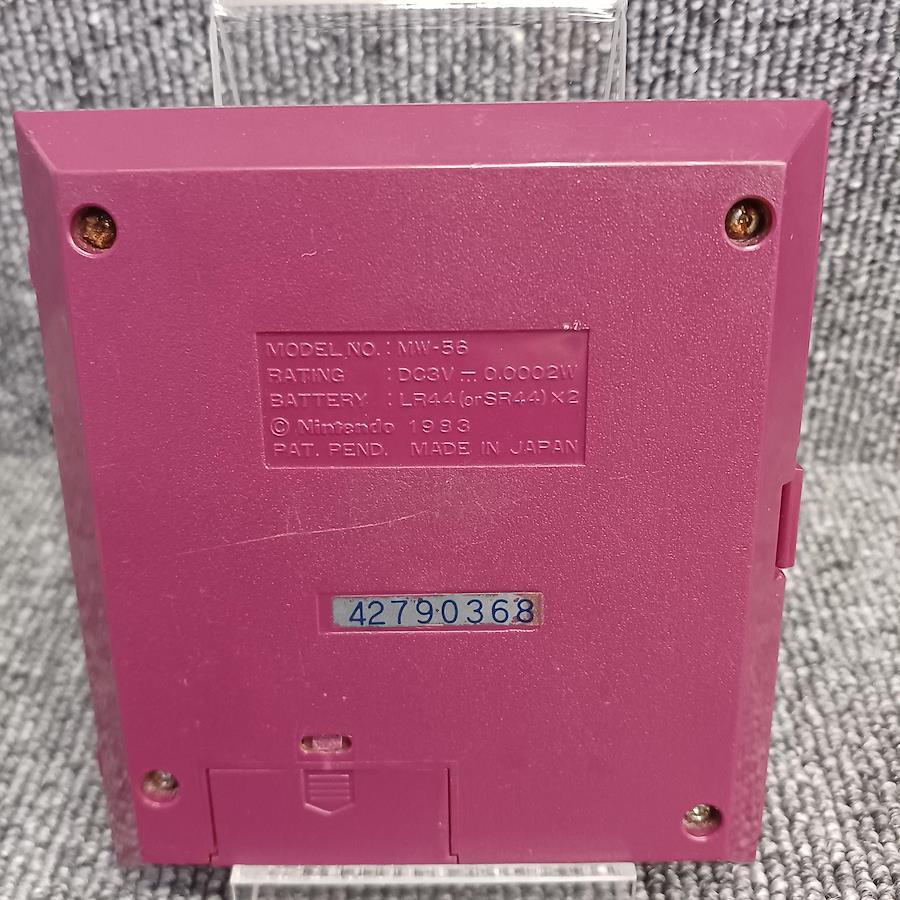 MODEL NO. : MW-56
RATING : DC3V ⎓ 0.0002W
BATTERY : LR44 (or SR44) ×2
© Nintendo 1983
PAT. PEND. MADE IN JAPAN
42790368